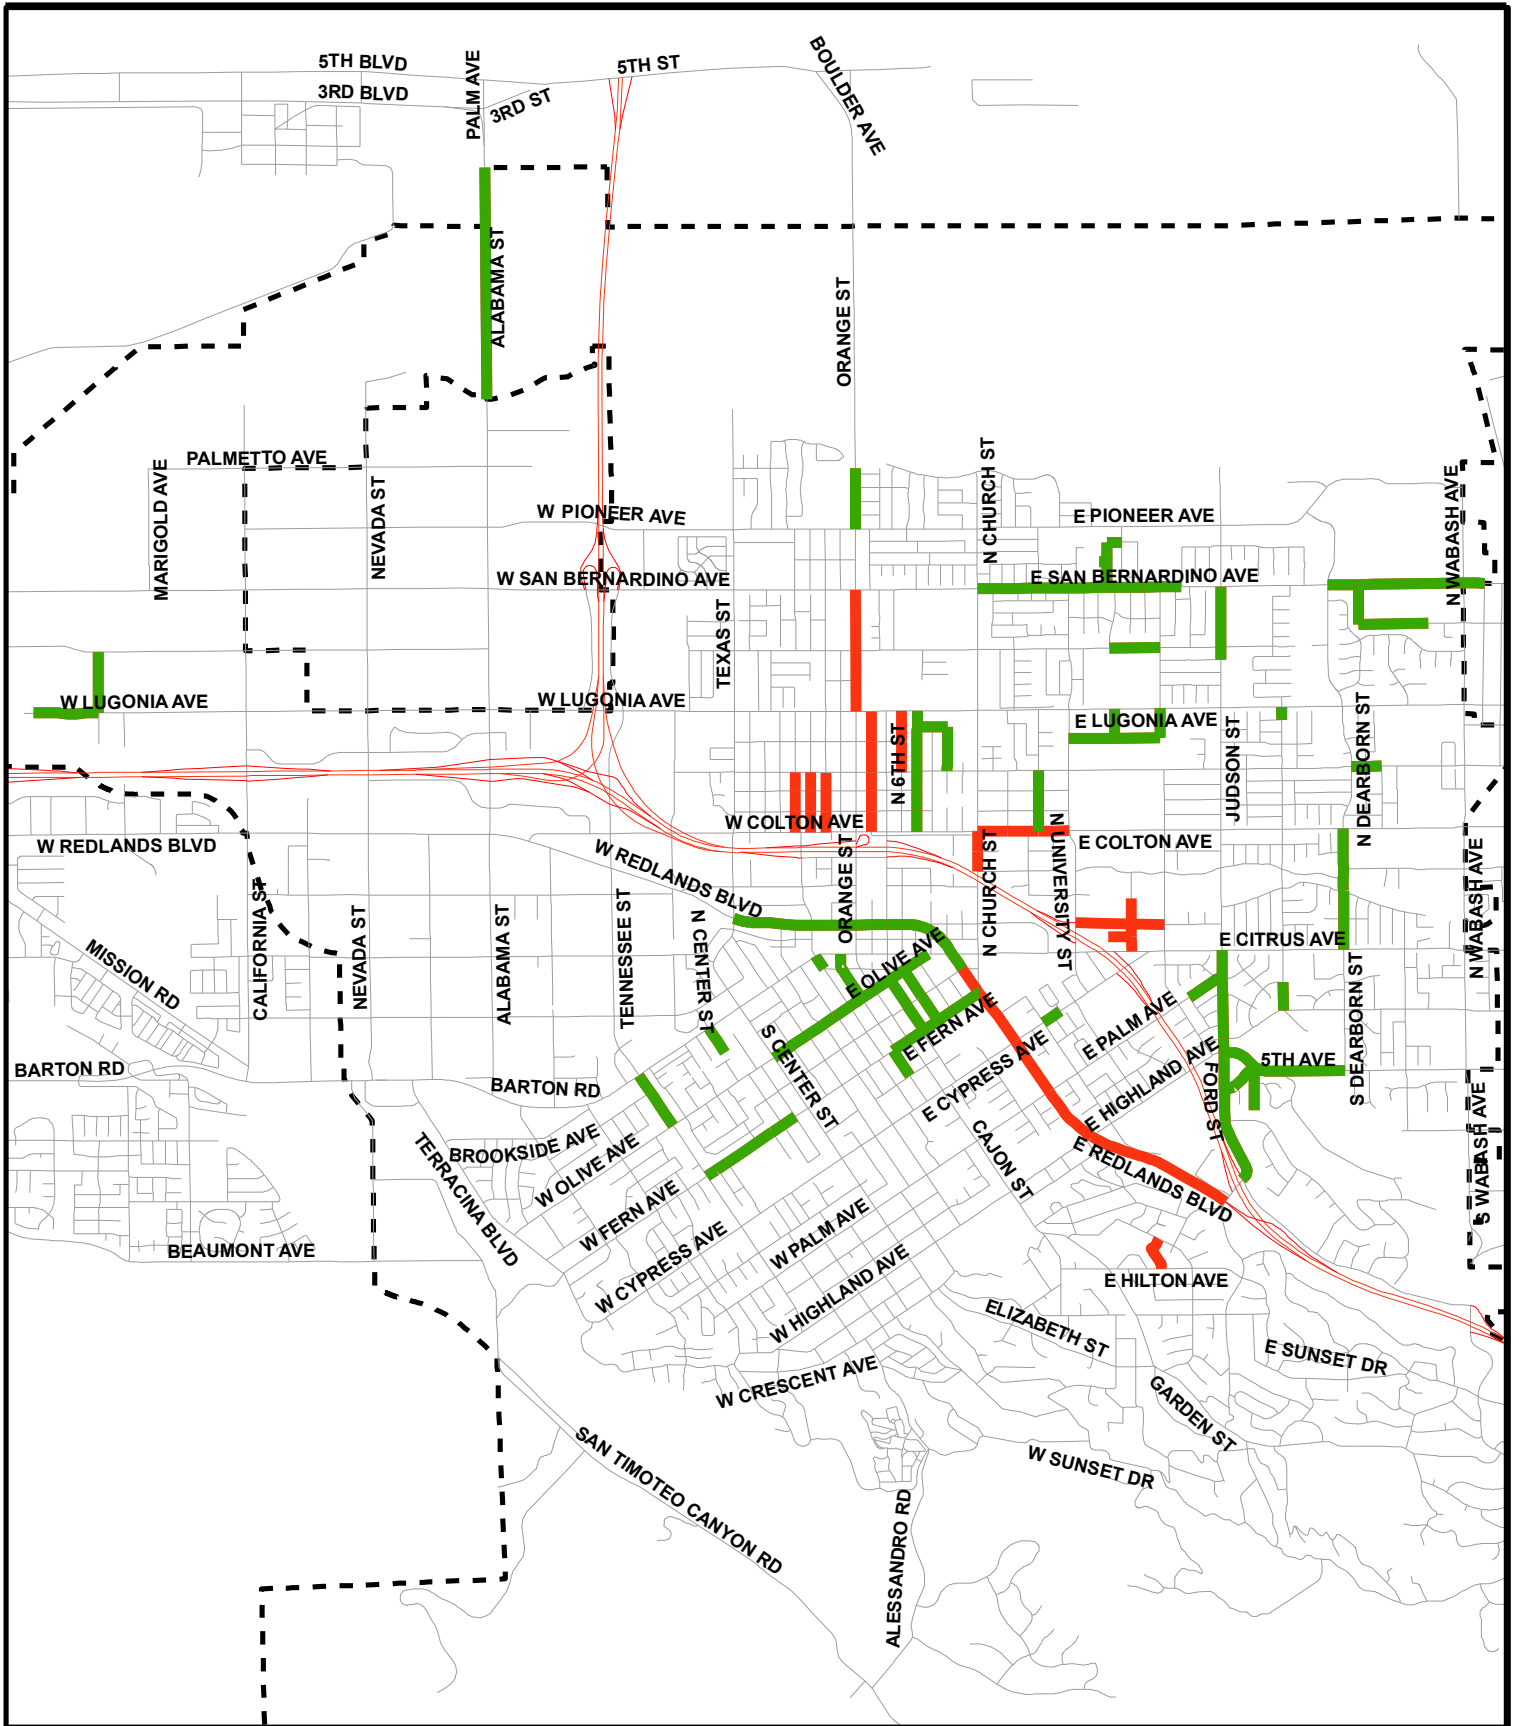 5TH BLVD
5TH ST
BOULDER AVE
3RD BLVD
PALM AVE
3RD ST
ALABAMA ST
ORANGE ST
PALMETTO AVE
MARIGOLD AVE
NEVADA ST
W PIONEER AVE
N CHURCH ST
E PIONEER AVE
N WABASH AVE
W SAN BERNARDINO AVE
E SAN BERNARDINO AVE
TEXAS ST
W LUGONIA AVE
W LUGONIA AVE
E LUGONIA AVE
N 6TH ST
JUDSON ST
N DEARBORN ST
W COLTON AVE
E COLTON AVE
W REDLANDS BLVD
W REDLANDS BLVD
ORANGE ST
N CHURCH ST
N UNIVERSITY ST
N WABASH AVE
CALIFORNIA ST
NEVADA ST
ALABAMA ST
TENNESSEE ST
N CENTER ST
E OLIVE AVE
E CITRUS AVE
MISSION RD
S CENTER ST
E FERN AVE
E CYPRESS AVE
E PALM AVE
S DEARBORN ST
5TH AVE
BARTON RD
BARTON RD
E HIGHLAND AVE
FORD ST
S WABASH AVE
BROOKSIDE AVE
W OLIVE AVE
TERRACINA BLVD
CAJON ST
E REDLANDS BLVD
W FERN AVE
W CYPRESS AVE
W PALM AVE
BEAUMONT AVE
W HIGHLAND AVE
E HILTON AVE
ELIZABETH ST
E SUNSET DR
W CRESCENT AVE
GARDEN ST
SAN TIMOTEO CANYON RD
W SUNSET DR
ALESSANDRO RD